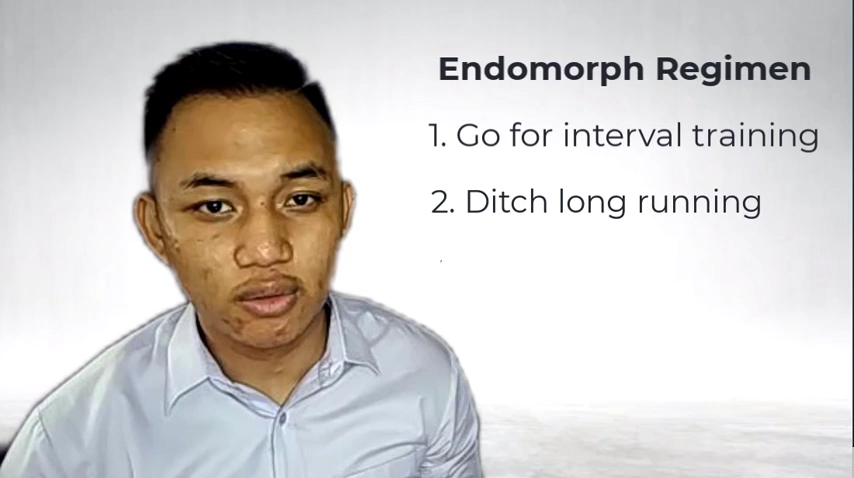 Endomorph Regimen
1. Go for interval training
2. Ditch long running